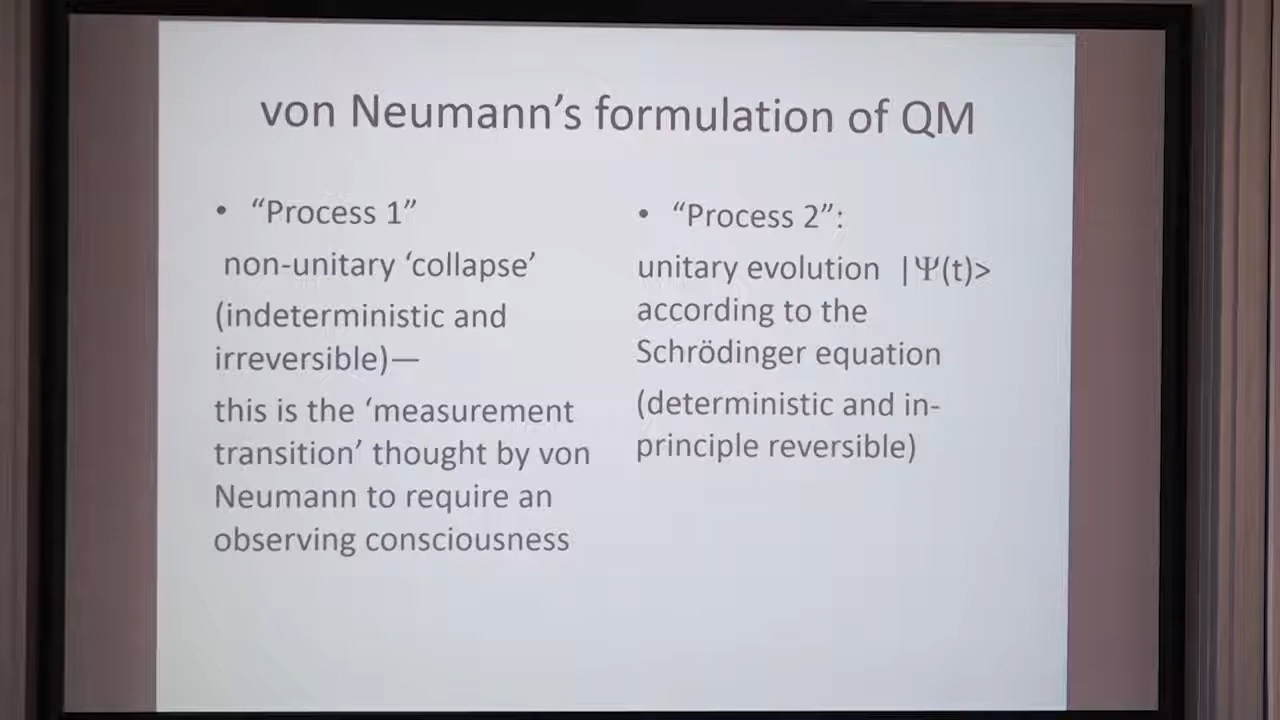 von Neumann’s formulation of QM
• “Process 1”
non-unitary ‘collapse’
(indeterministic and
irreversible)—
this is the ‘measurement
transition’ thought by von
Neumann to require an
observing consciousness
• “Process 2”:
unitary evolution |Ψ(t)>
according to the
Schrödinger equation
(deterministic and in-
principle reversible)